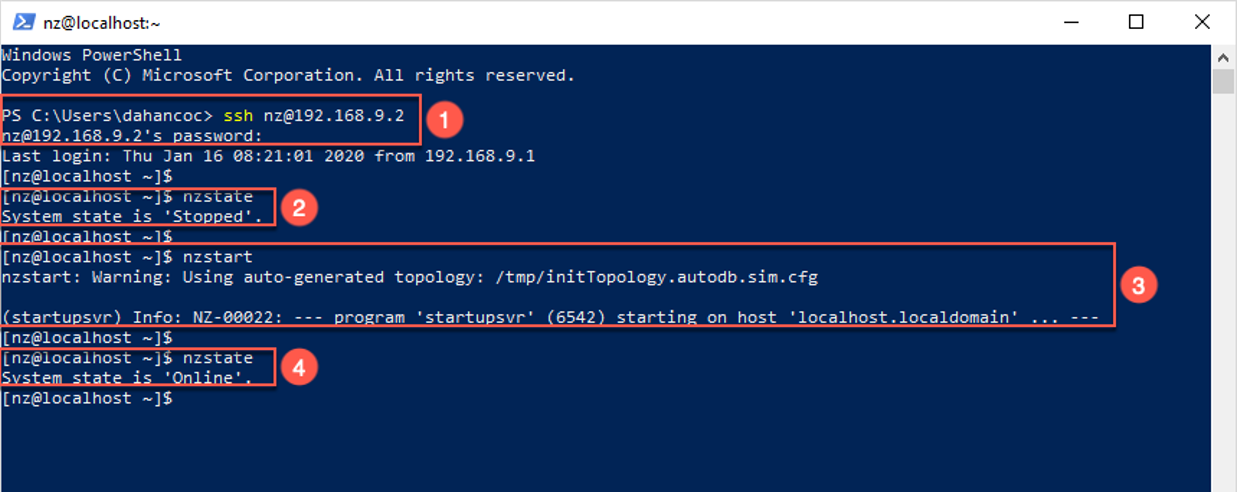 nz@localhost:~
Windows PowerShell
Copyright (C) Microsoft Corporation. All rights reserved.
PS C:\Users\dahancoc> ssh nz@192.168.9.2
1
nz@192.168.9.2's password:
Last login: Thu Jan 16 08:21:01 2020 from 192.168.9.1
[nz@localhost ~]$
[nz@localhost ~]$ nzstate
2
System state is 'Stopped'.
[nz@localhost ~]$
[nz@localhost ~]$ nzstart
nzstart: Warning: Using auto-generated topology: /tmp/initTopology.autodb.sim.cfg
3
(startupsvr) Info: NZ-00022: --- program 'startupsvr' (6542) starting on host 'localhost.localdomain' ... ---
[nz@localhost ~]$
[nz@localhost ~]$ nzstate
4
System state is 'Online'.
[nz@localhost ~]$